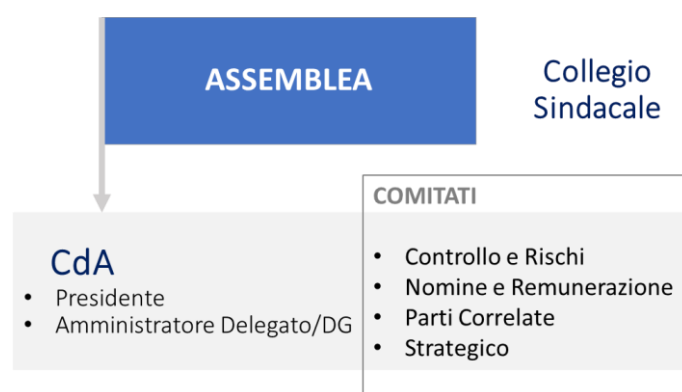 ASSEMBLEA
Collegio
Sindacale
COMITATI
CdA
• Presidente
• Amministratore Delegato/DG
• Controllo e Rischi
• Nomine e Remunerazione
• Parti Correlate
• Strategico